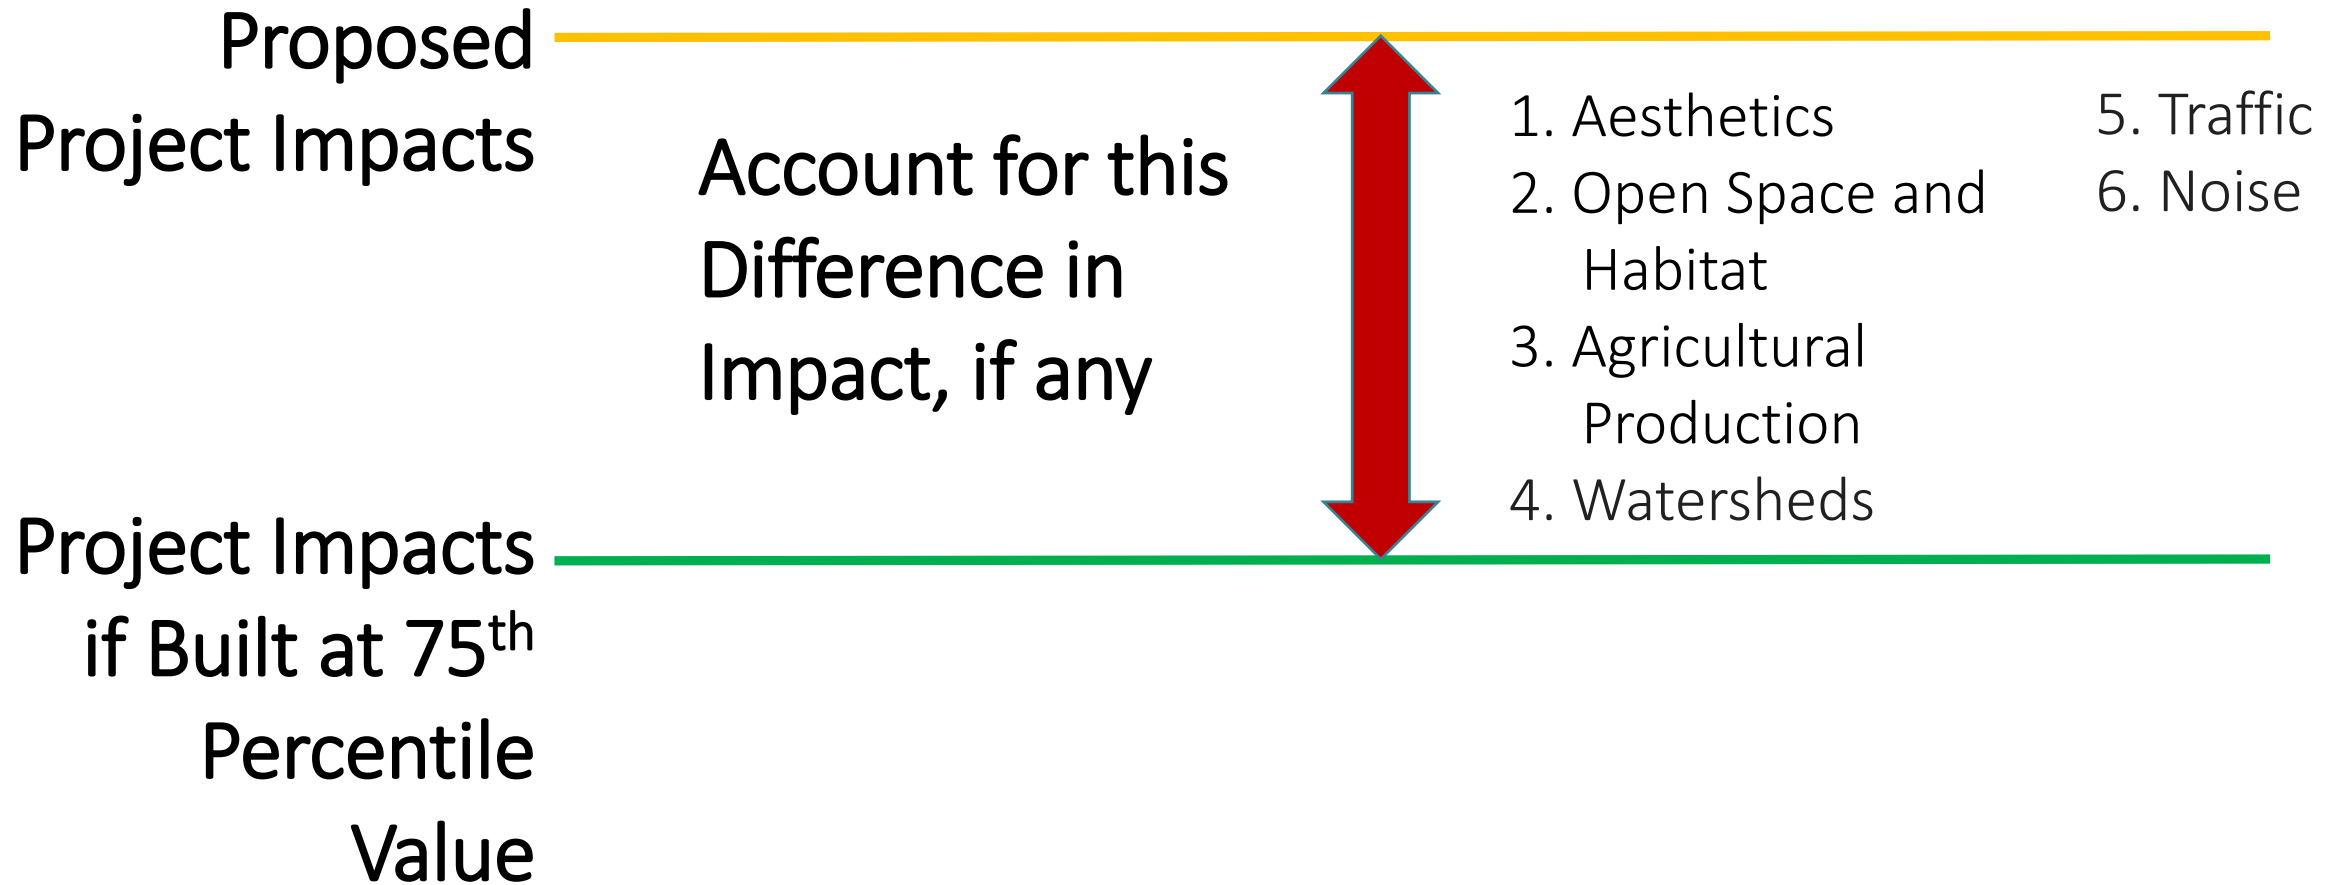 Proposed
Project Impacts
Account for this
Difference in
Impact, if any
1. Aesthetics
2. Open Space and
Habitat
3. Agricultural
Production
4. Watersheds
5. Traffic
6. Noise
Project Impacts
if Built at 75th
Percentile
Value